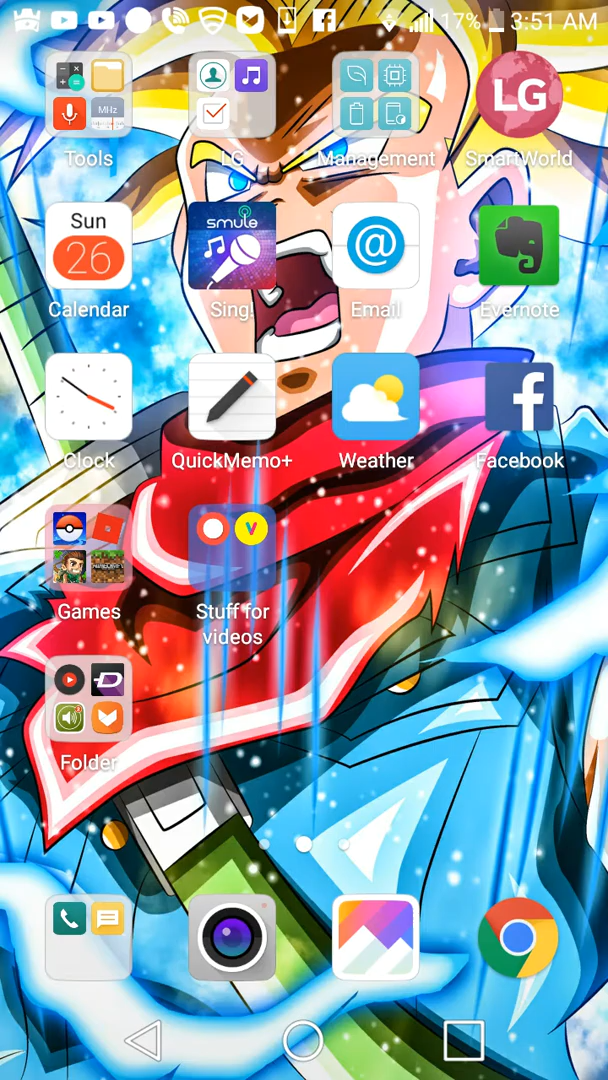 17% 3:51 AM
MHz
LG
Tools
LG
Management
SmartWorld
Sun
26
smule
@
Calendar
Sing!
Email
Evernote
f
Clock
QuickMemo+
Weather
Facebook
Games
Stuff for
videos
Folder